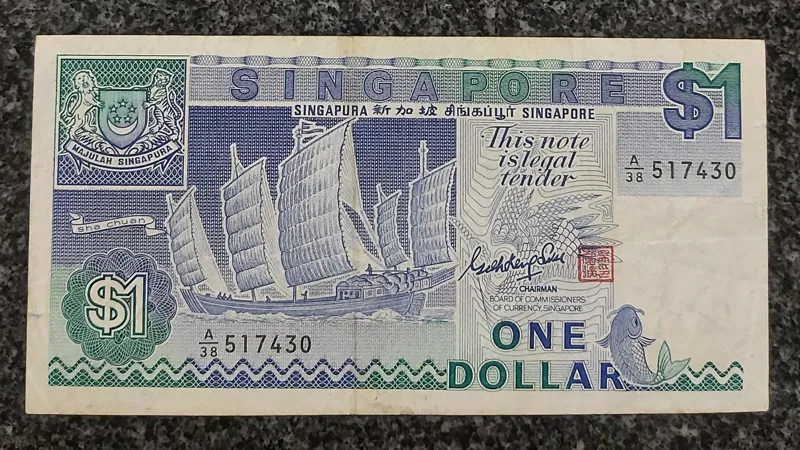 SINGAPORE
$1
SINGAPURA 新加坡 சிங்கப்பூர் SINGAPORE
MAJULAH SINGAPURA
This note
is legal
tender
A/38 517430
sha chuan
CHAIRMAN
BOARD OF COMMISSIONERS
OF CURRENCY, SINGAPORE
$1
A/38 517430
ONE
DOLLAR